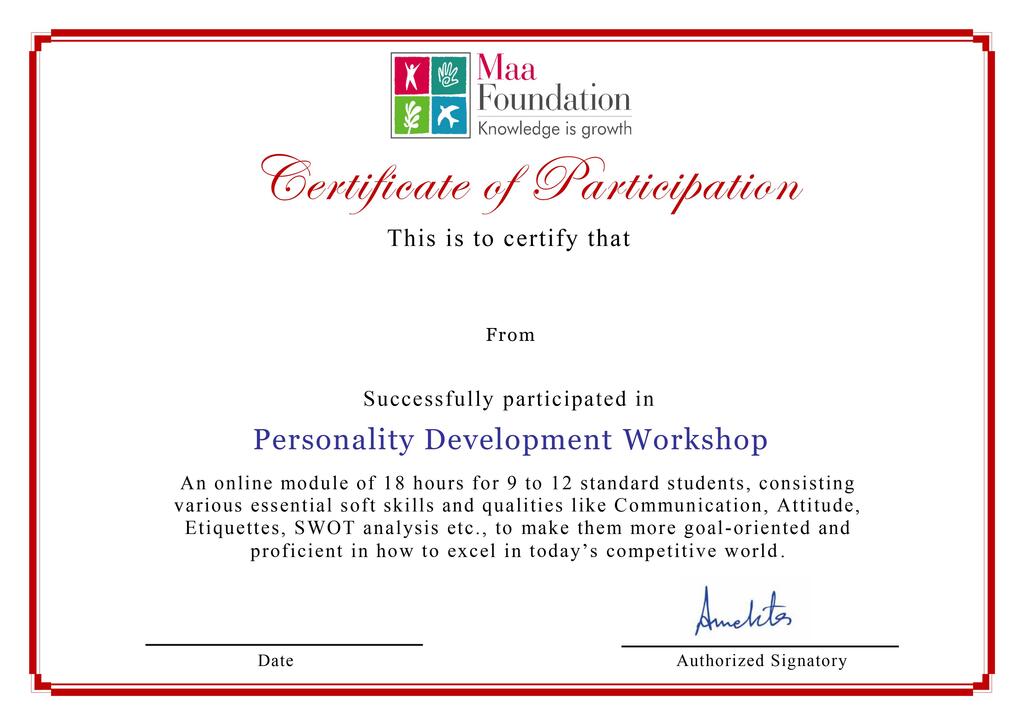 Maa
Foundation
Knowledge is growth
Certificate of Participation
This is to certify that
From
Successfully participated in
Personality Development Workshop
An online module of 18 hours for 9 to 12 standard students, consisting
various essential soft skills and qualities like Communication, Attitude,
Etiquettes, SWOT analysis etc., to make them more goal-oriented and
proficient in how to excel in today’s competitive world.
Date
Authorized Signatory